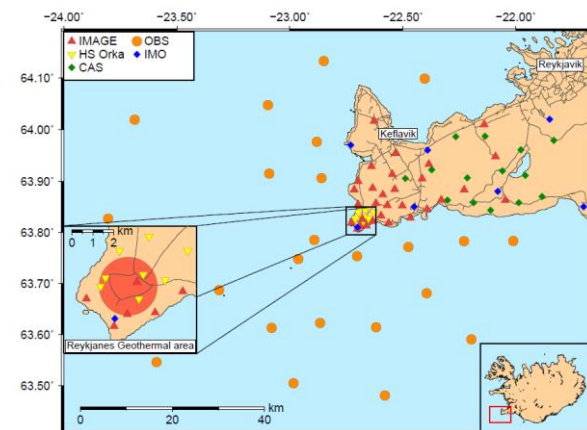 -24.00 -23.50 -23.00 -22.50 -22.00
IMAGE OBS
HS Orka IMO
CAS
64.10
64.00
63.90
63.80
63.70
63.60
63.50
Reykjavik
Keflavik
km
0 1 2
Reykjanes Geothermal area
km
0 20 40